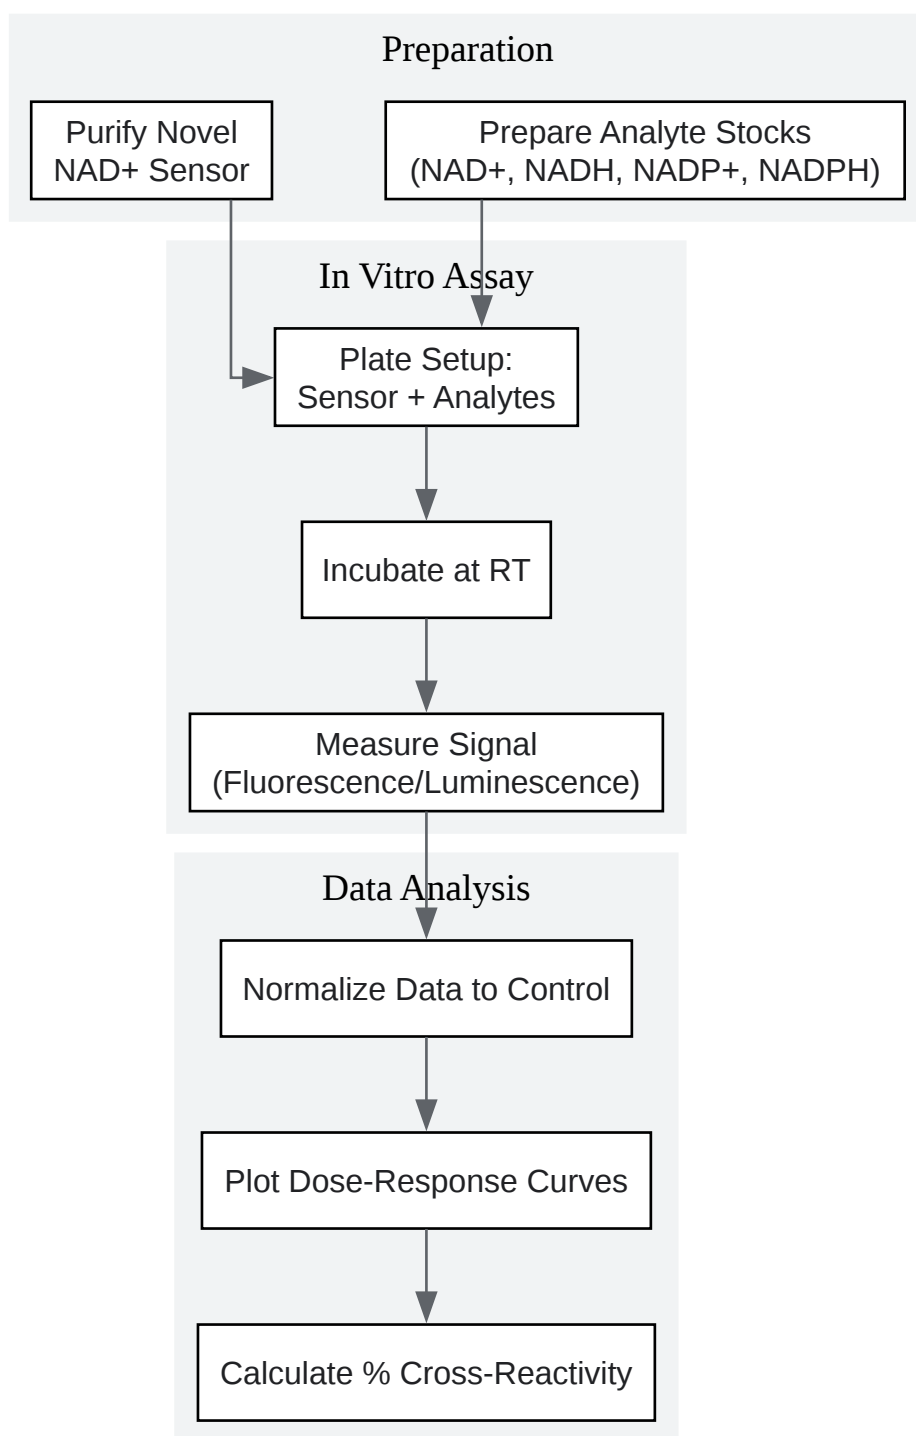 Preparation
Purify Novel
NAD+ Sensor
Prepare Analyte Stocks
(NAD+, NADH, NADP+, NADPH)
In Vitro Assay
Plate Setup:
Sensor + Analytes
Incubate at RT
Measure Signal
(Fluorescence/Luminescence)
Data Analysis
Normalize Data to Control
Plot Dose-Response Curves
Calculate % Cross-Reactivity